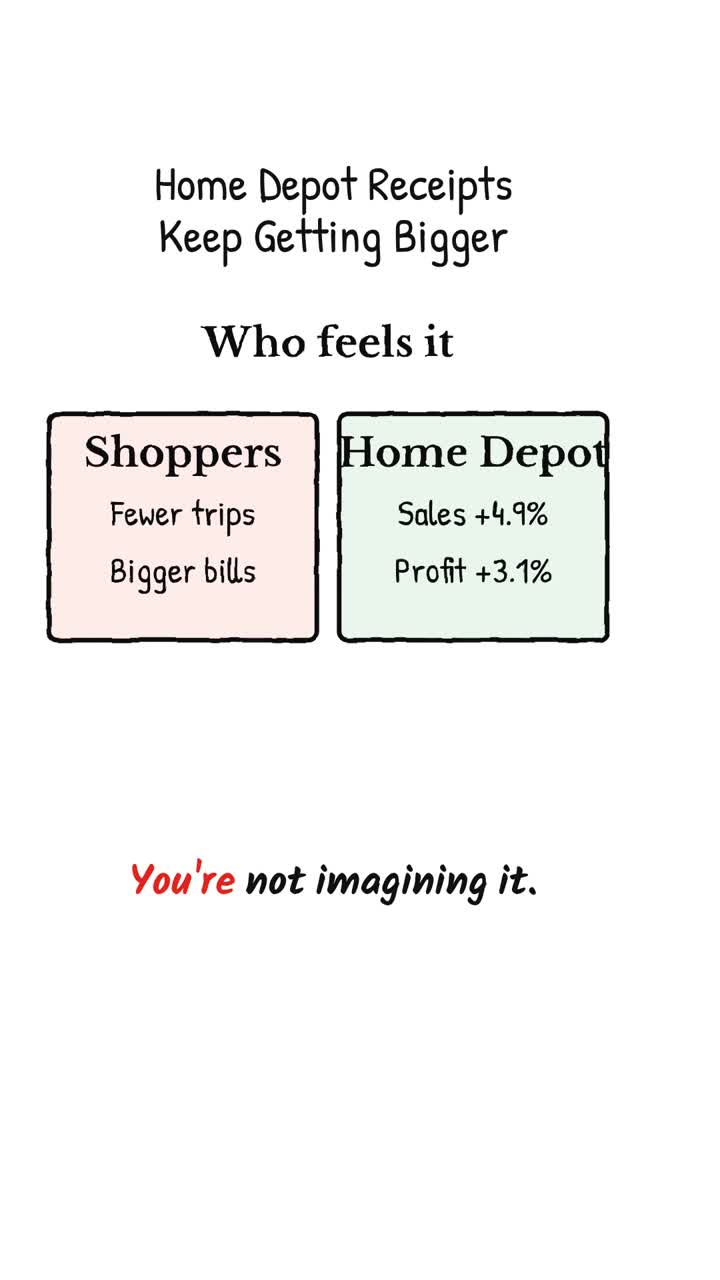 Home Depot Receipts
Keep Getting Bigger
Who feels it
Shoppers
Fewer trips
Bigger bills
Home Depot
Sales +4.9%
Profit +3.1%
You're not imagining it.